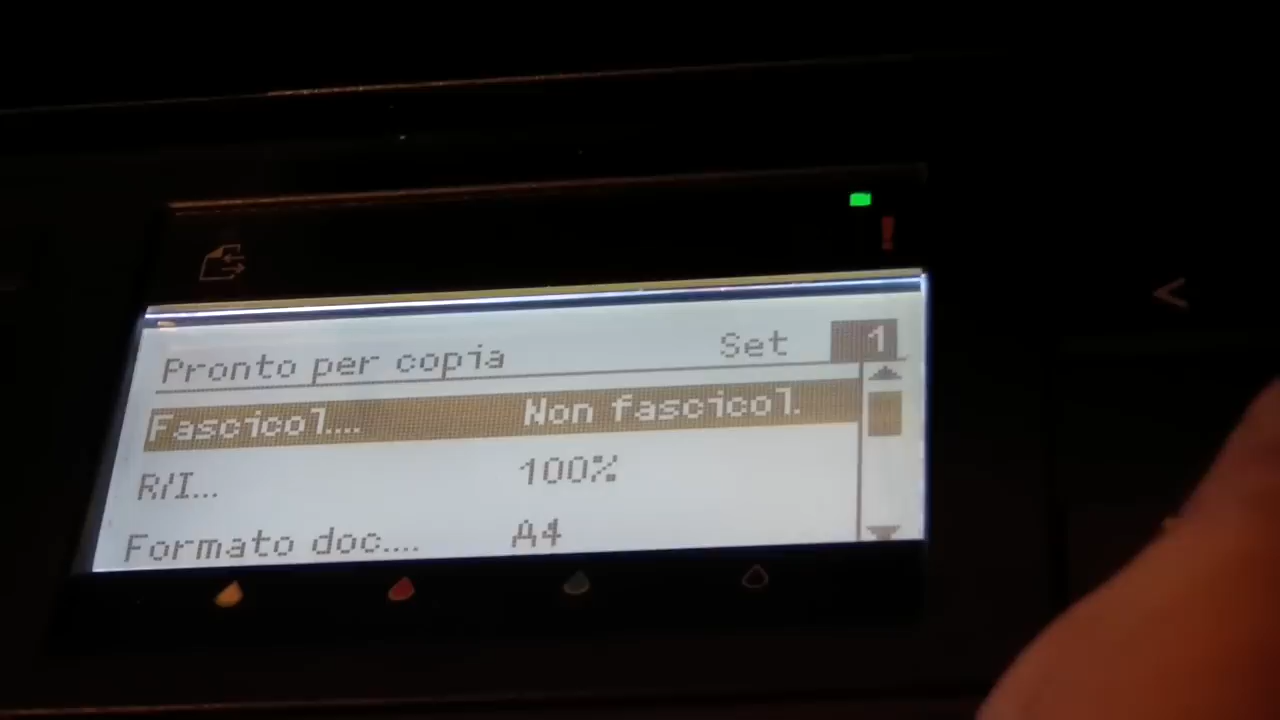 Pronto per copia Set 1
Fascicol.... Non fascicol.
R/I... 100%
Formato doc.... A4